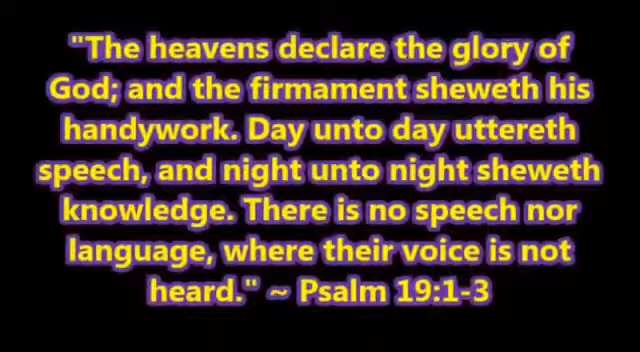 "The heavens declare the glory of
God; and the firmament sheweth his
handywork. Day unto day uttereth
speech, and night unto night sheweth
knowledge. There is no speech nor
language, where their voice is not
heard." ~ Psalm 19:1-3